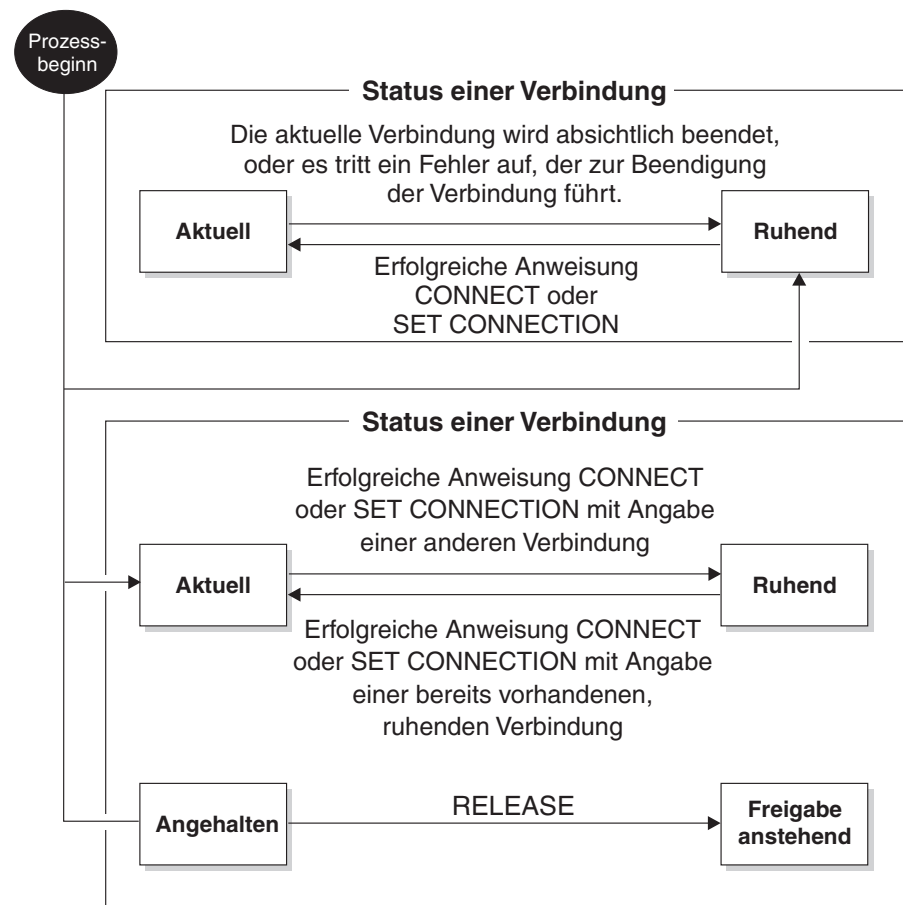 Prozess-
beginn
Status einer Verbindung
Die aktuelle Verbindung wird absichtlich beendet,
oder es tritt ein Fehler auf, der zur Beendigung
der Verbindung führt.
Aktuell
Ruhend
Erfolgreiche Anweisung
CONNECT oder
SET CONNECTION
Status einer Verbindung
Erfolgreiche Anweisung CONNECT
oder SET CONNECTION mit Angabe
einer anderen Verbindung
Aktuell
Ruhend
Erfolgreiche Anweisung CONNECT
oder SET CONNECTION mit Angabe
einer bereits vorhandenen,
ruhenden Verbindung
Angehalten
RELEASE
Freigabe
anstehend